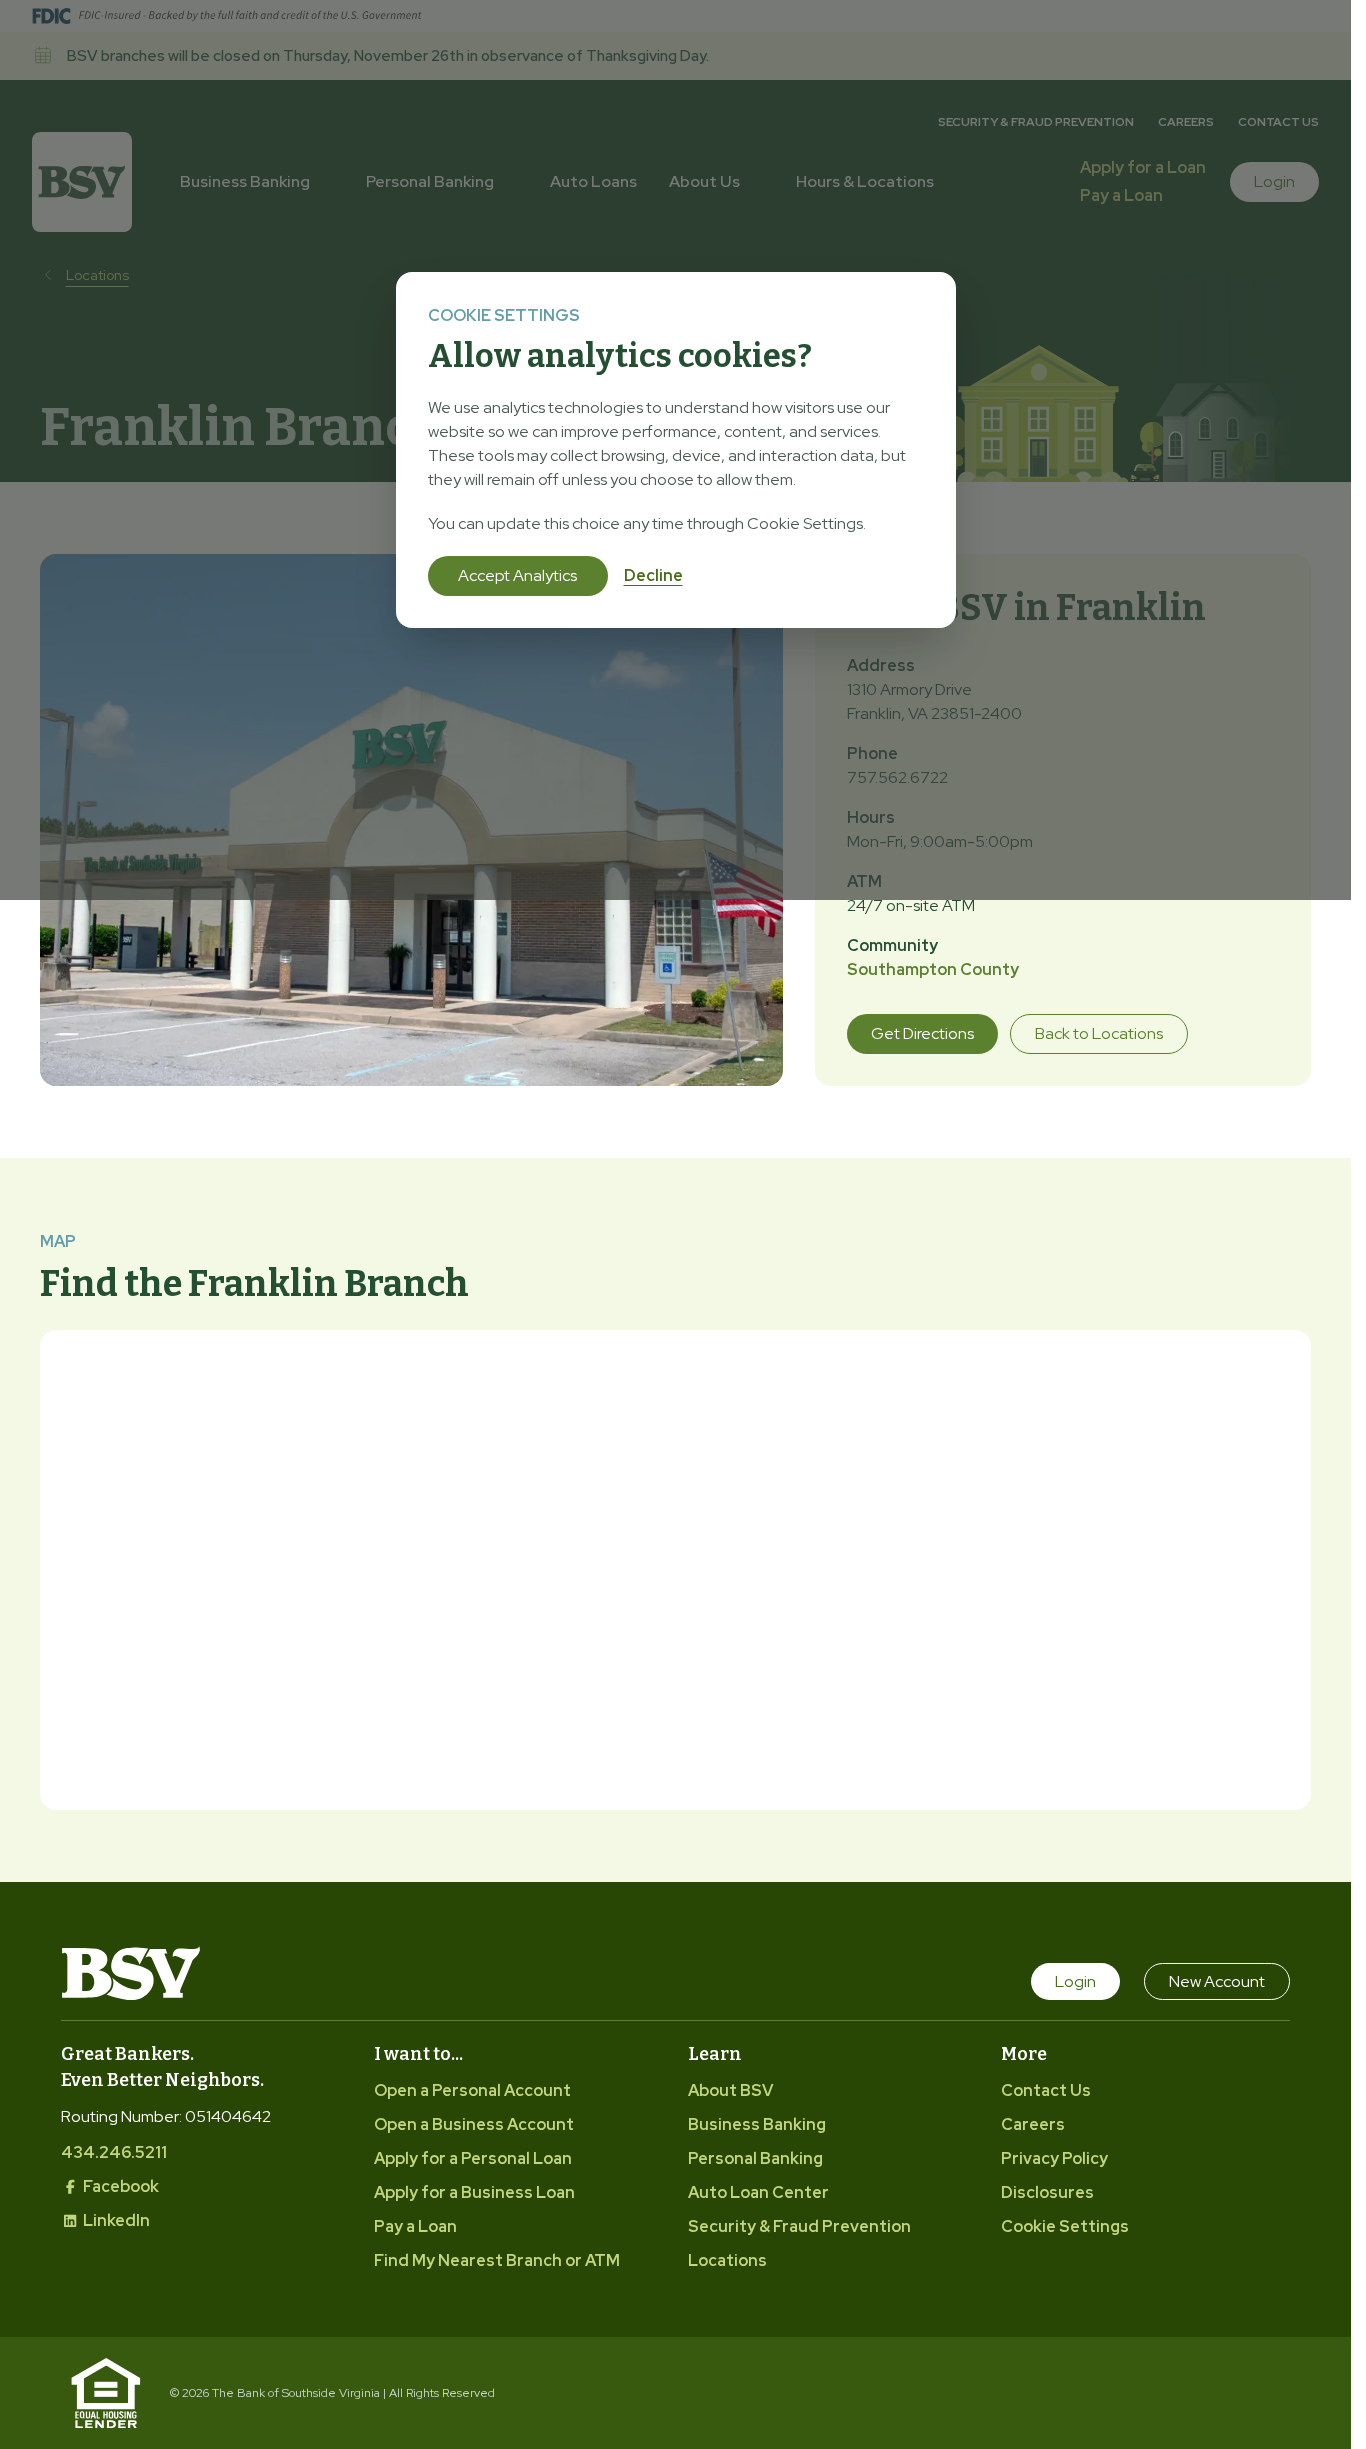 FDIC FDIC-Insured - Backed by the full faith and credit of the U.S. Government
BSV branches will be closed on Thursday, November 26th in observance of Thanksgiving Day.
SECURITY & FRAUD PREVENTION CAREERS CONTACT US
BSV
Business Banking Personal Banking Auto Loans About Us Hours & Locations
Apply for a Loan
Pay a Loan
Login
Locations
Franklin Branc
COOKIE SETTINGS
Allow analytics cookies?
We use analytics technologies to understand how visitors use our
website so we can improve performance, content, and services.
These tools may collect browsing, device, and interaction data, but
they will remain off unless you choose to allow them.
You can update this choice any time through Cookie Settings.
Accept Analytics Decline
BSV
The Bank of Southside Virginia
BSV
BSV in Franklin
Address
1310 Armory Drive
Franklin, VA 23851-2400
Phone
757.562.6722
Hours
Mon-Fri, 9:00am-5:00pm
ATM
24/7 on-site ATM
Community
Southampton County
Get Directions Back to Locations
MAP
Find the Franklin Branch
BSV
Login New Account
Great Bankers.
Even Better Neighbors.
Routing Number: 051404642
434.246.5211
Facebook
LinkedIn
I want to...
Open a Personal Account
Open a Business Account
Apply for a Personal Loan
Apply for a Business Loan
Pay a Loan
Find My Nearest Branch or ATM
Learn
About BSV
Business Banking
Personal Banking
Auto Loan Center
Security & Fraud Prevention
Locations
More
Contact Us
Careers
Privacy Policy
Disclosures
Cookie Settings
EQUAL HOUSING
LENDER
© 2026 The Bank of Southside Virginia | All Rights Reserved